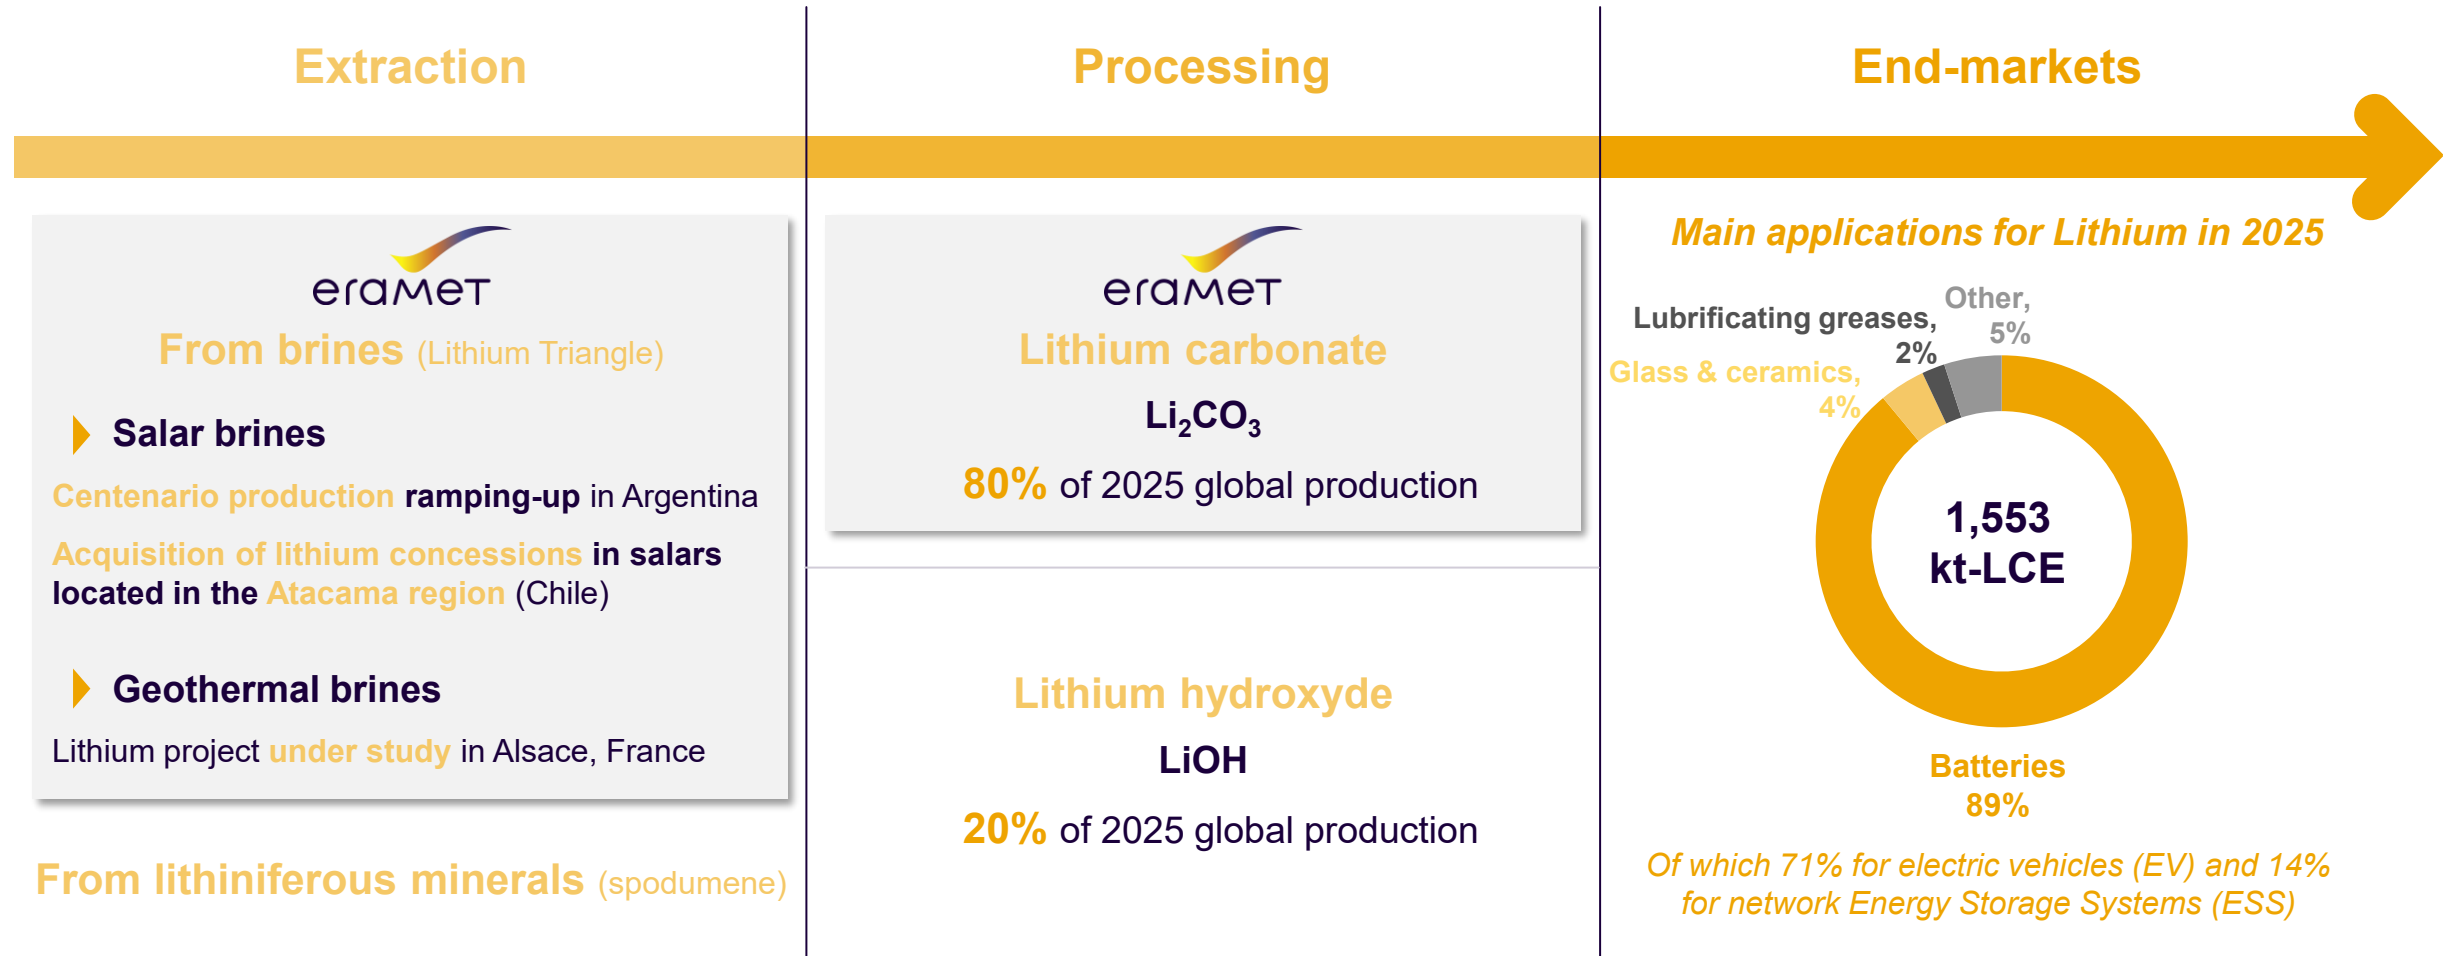 Extraction
eramet
From brines (Lithium Triangle)
Salar brines
Centenario production ramping-up in Argentina
Acquisition of lithium concessions in salars
located in the Atacama region (Chile)
Geothermal brines
Lithium project under study in Alsace, France
From lithiniferous minerals (spodumene)
Processing
eramet
Lithium carbonate
Li₂CO₃
80% of 2025 global production
Lithium hydroxyde
LiOH
20% of 2025 global production
End-markets
Main applications for Lithium in 2025
Other,
5%
Lubrificating greases,
2%
Glass & ceramics,
4%
1,553
kt-LCE
Batteries
89%
Of which 71% for electric vehicles (EV) and 14%
for network Energy Storage Systems (ESS)